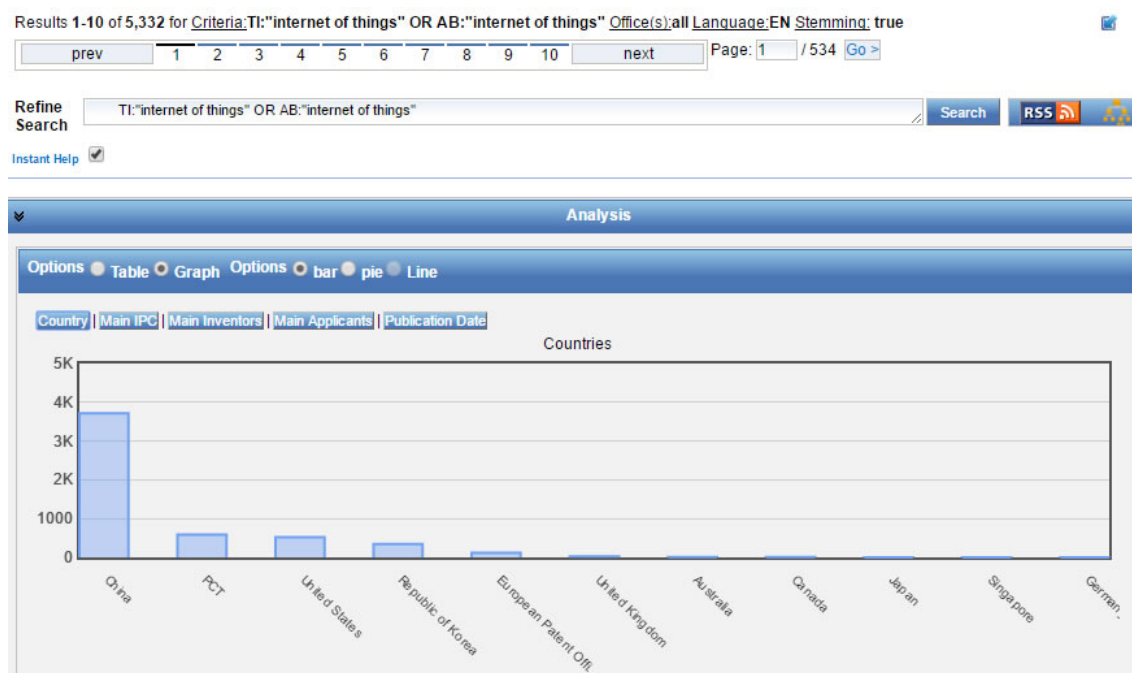 Results 1-10 of 5,332 for Criteria:TI:"internet of things" OR AB:"internet of things" Office(s):all Language:EN Stemming: true
prev 1 2 3 4 5 6 7 8 9 10 next Page: 1 / 534 Go >
Refine Search TI:"internet of things" OR AB:"internet of things" Search RSS
Instant Help
Analysis
Options Table Graph Options bar pie Line
Country | Main IPC | Main Inventors | Main Applicants | Publication Date
Countries
5K
4K
3K
2K
1000
0
China PCT United States Republic of Korea European Patent Offi. United Kingdom Australia Canada Japan Singapore German.